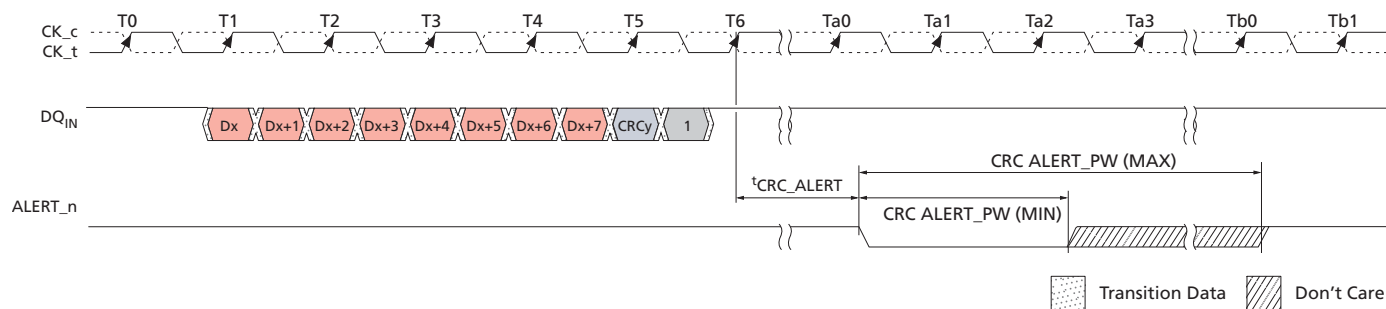 T0 T1 T2 T3 T4 T5 T6 Ta0 Ta1 Ta2 Ta3 Tb0 Tb1
CK_c
CK_t
DQIN
Dx Dx+1 Dx+2 Dx+3 Dx+4 Dx+5 Dx+6 Dx+7 CRCy 1
CRC ALERT_PW (MAX)
tCRC_ALERT
CRC ALERT_PW (MIN)
ALERT_n
Transition Data Don't Care